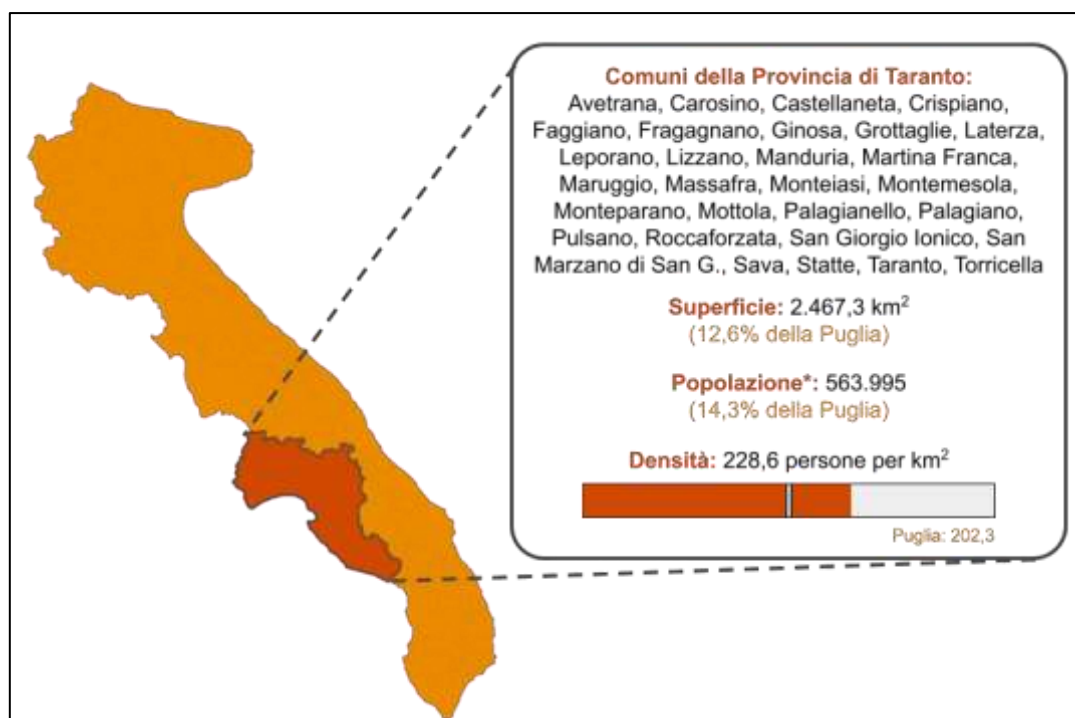 Comuni della Provincia di Taranto:
Avetrana, Carosino, Castellaneta, Crispiano,
Faggiano, Fragagnano, Ginosa, Grottaglie, Laterza,
Leporano, Lizzano, Manduria, Martina Franca,
Maruggio, Massafra, Monteiasi, Montemesola,
Monteparano, Mottola, Palagianello, Palagiano,
Pulsano, Roccaforzata, San Giorgio Ionico, San
Marzano di San G., Sava, Statte, Taranto, Torricella
Superficie: 2.467,3 km²
(12,6% della Puglia)
Popolazione*: 563.995
(14,3% della Puglia)
Densità: 228,6 persone per km²
Puglia: 202,3